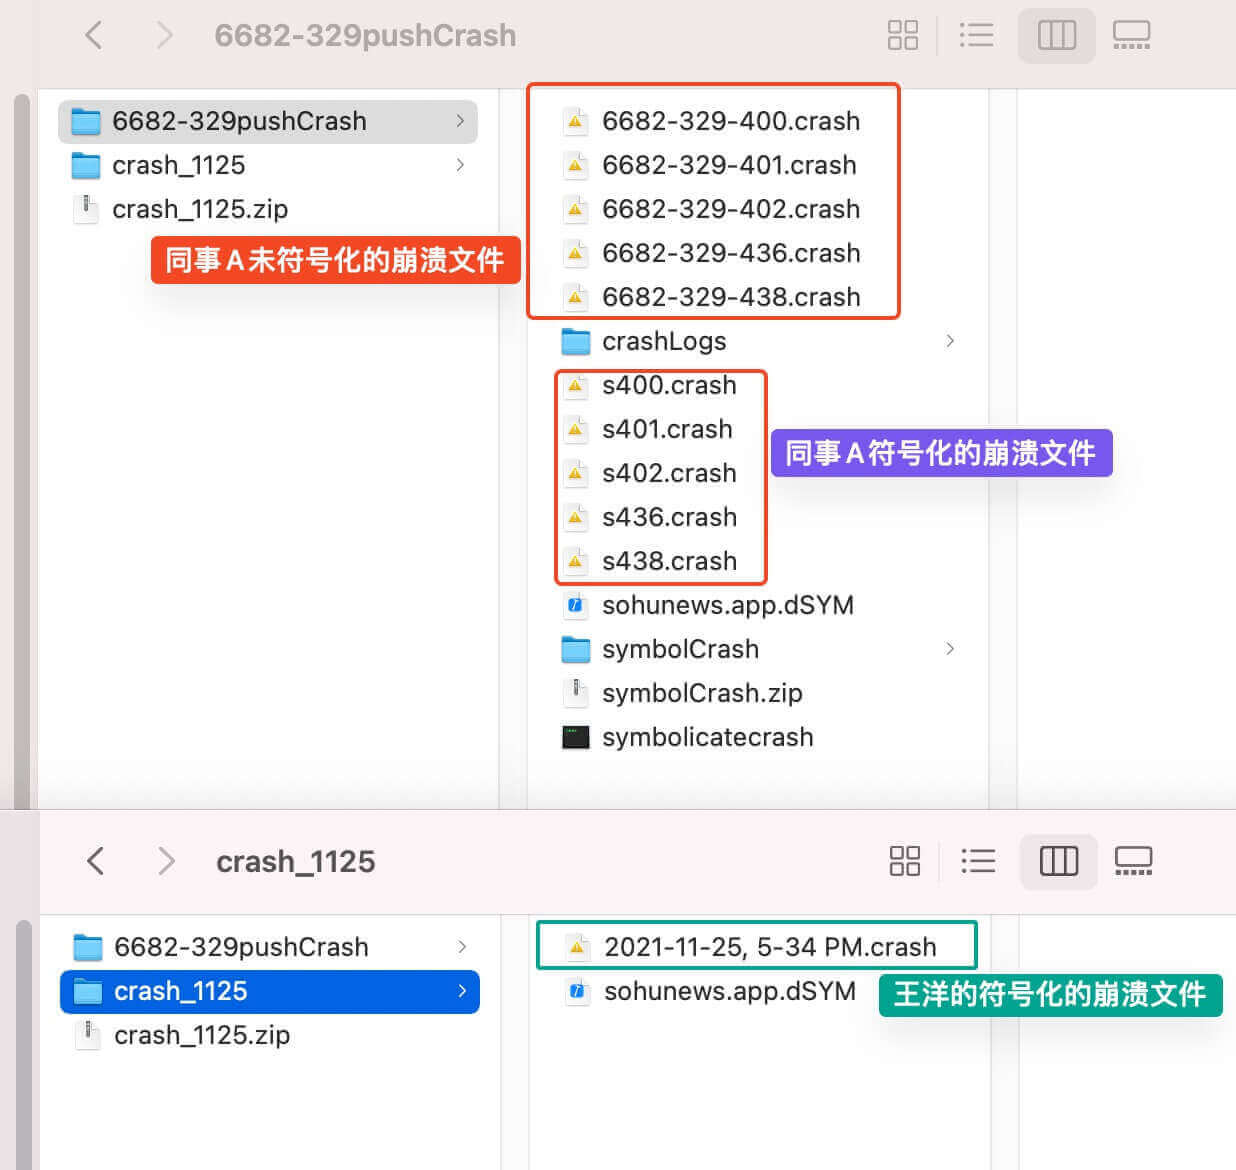 6682-329pushCrash
6682-329pushCrash
crash_1125
crash_1125.zip
同事A未符号化的崩溃文件
6682-329-400.crash
6682-329-401.crash
6682-329-402.crash
6682-329-436.crash
6682-329-438.crash
crashLogs
s400.crash
s401.crash
s402.crash
s436.crash
s438.crash
同事A符号化的崩溃文件
sohunews.app.dSYM
symbolCrash
symbolCrash.zip
symbolicatecrash
crash_1125
6682-329pushCrash
crash_1125
crash_1125.zip
2021-11-25, 5-34 PM.crash
sohunews.app.dSYM
王洋的符号化的崩溃文件